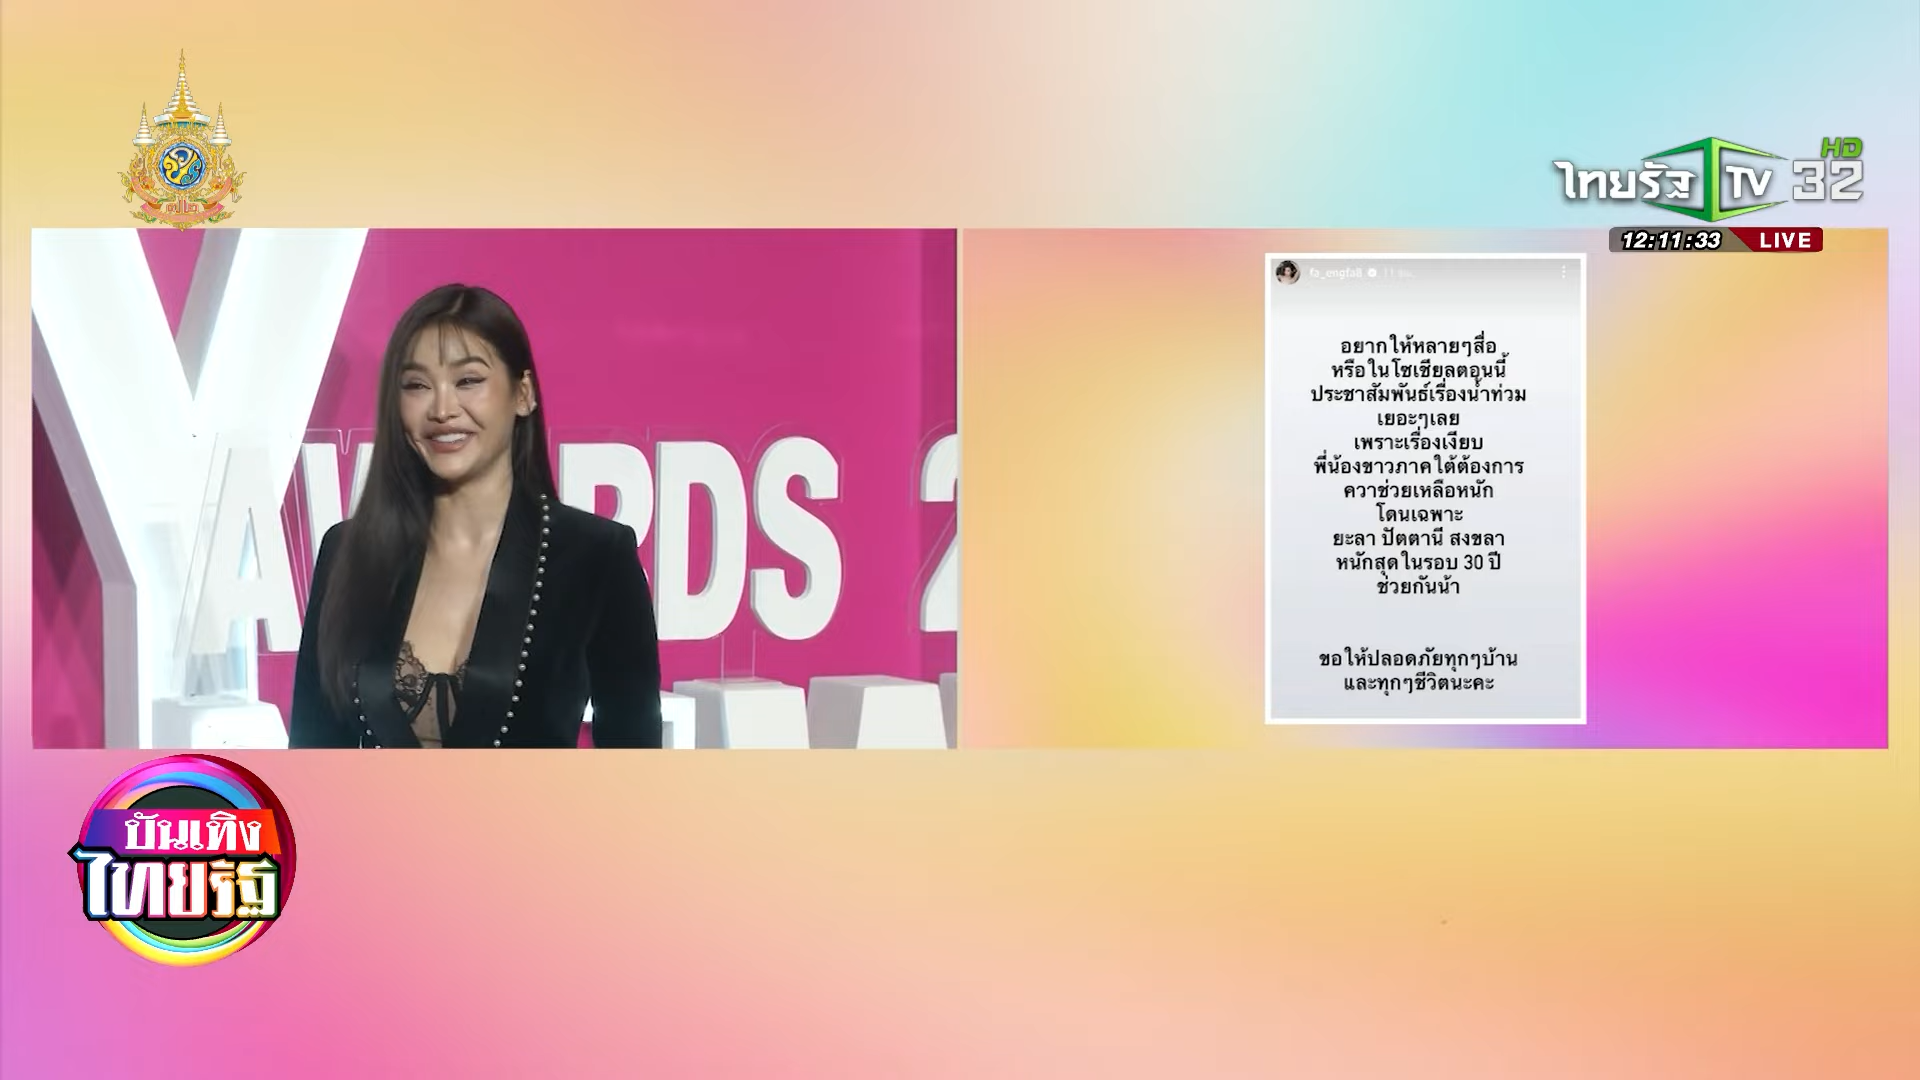 ๗๒
ไทยรัฐ TV 32 HD
12:11:33 LIVE
Y AWARDS 2
fa_engfa8
อยากให้หลายๆสื่อ
หรือในโซเชียลตอนนี้
ประชาสัมพันธ์เรื่องน้ำท่วม
เยอะๆเลย
เพราะเรื่องเงียบ
พี่น้องชาวภาคใต้ต้องการ
ควาช่วยเหลือหนัก
โดนเฉพาะ
ยะลา ปัตตานี สงขลา
หนักสุดในรอบ 30 ปี
ช่วยกันน้า
ขอให้ปลอดภัยทุกๆบ้าน
และทุกๆชีวิตนะคะ
บันเทิง
ไทยรัฐ